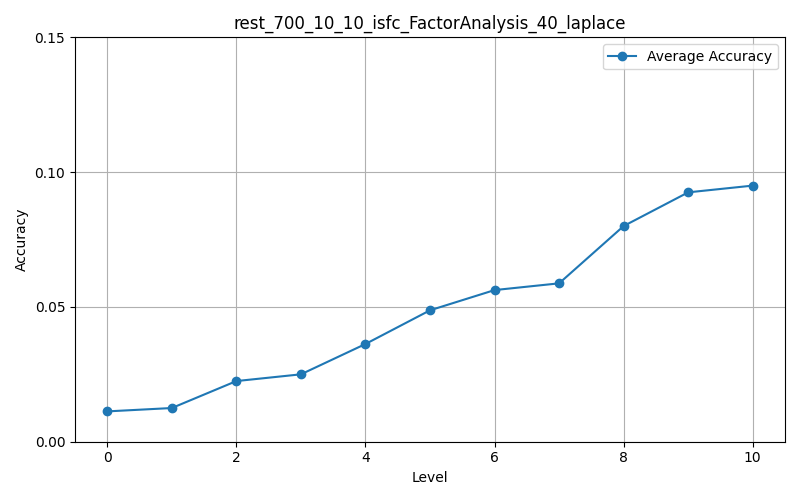 rest_700_10_10_isfc_FactorAnalysis_40_laplace
Average Accuracy
0.15
0.10
0.05
0.00
Accuracy
0 2 4 6 8 10
Level